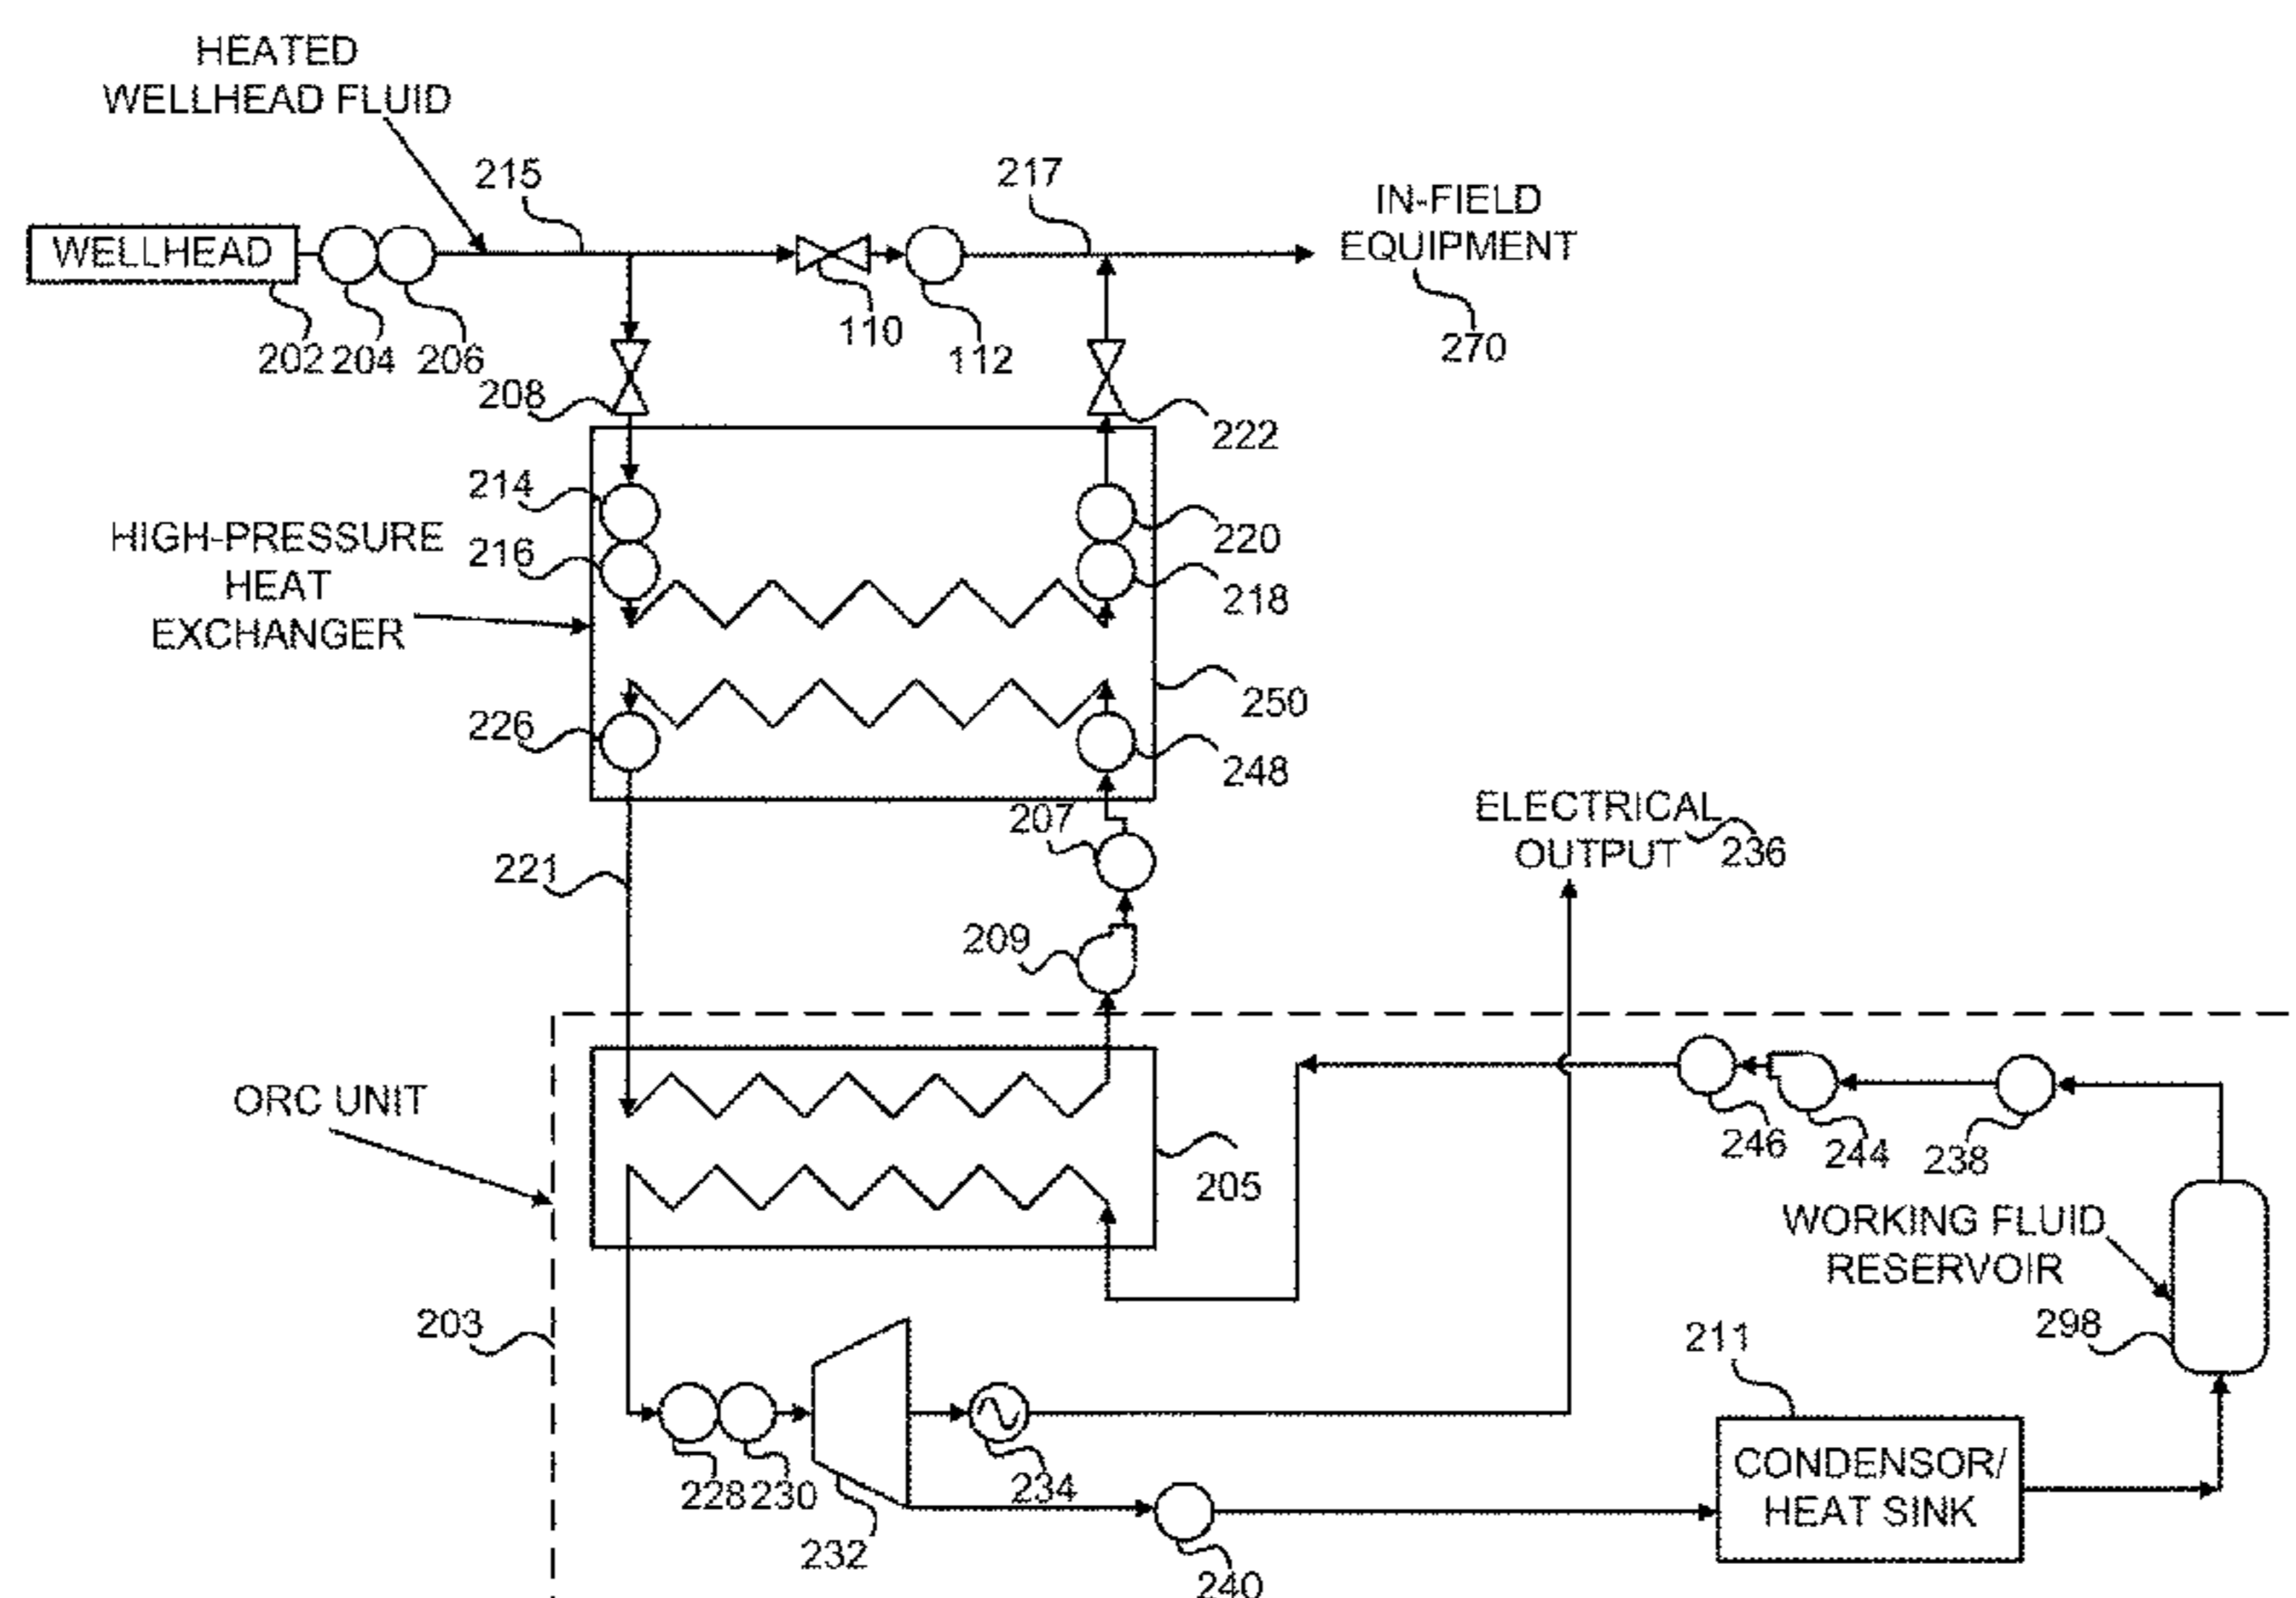 HEATED
WELLHEAD FLUID
215
217
IN-FIELD
EQUIPMENT
270
WELLHEAD
202
204
206
110
112
208
222
214
216
220
218
HIGH-PRESSURE
HEAT
EXCHANGER
250
226
248
207
221
209
ELECTRICAL
OUTPUT
236
ORC UNIT
205
246
244
238
WORKING FLUID
RESERVOIR
298
203
211
228
230
234
232
240
CONDENSOR/
HEAT SINK